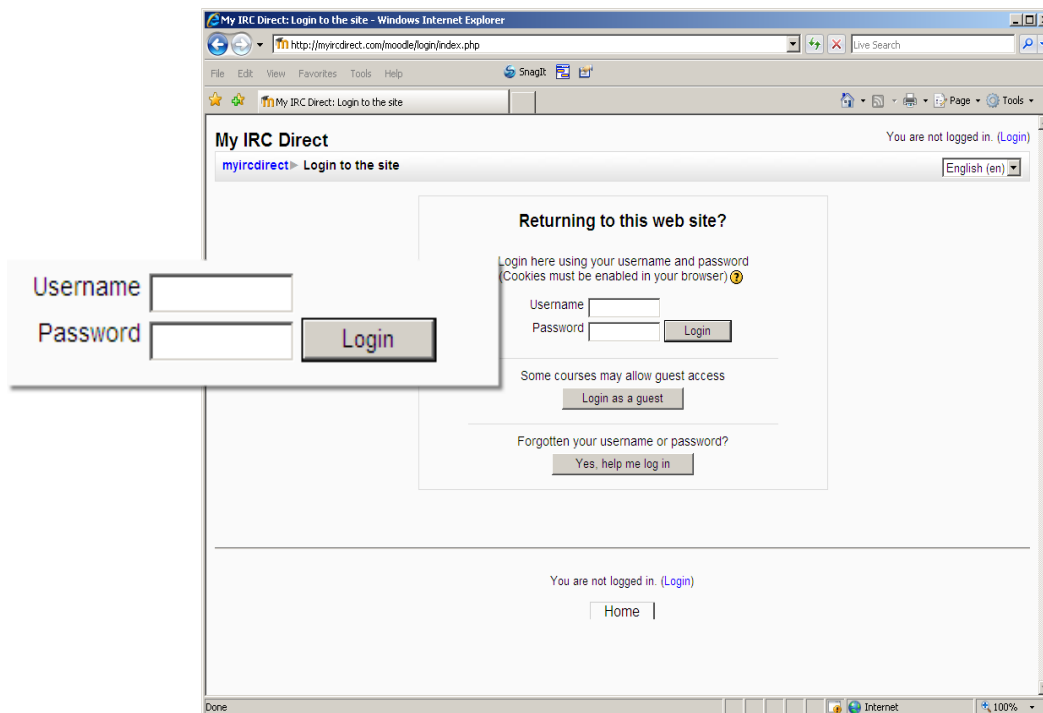 My IRC Direct: Login to the site - Windows Internet Explorer
http://myircdirect.com/moodle/login/index.php
Live Search
File Edit View Favorites Tools Help
SnagIt
My IRC Direct: Login to the site
Page Tools
My IRC Direct
You are not logged in. (Login)
myircdirect Login to the site
English (en)
Returning to this web site?
Login here using your username and password
(Cookies must be enabled in your browser) ?
Username
Password Login
Username
Password Login
Some courses may allow guest access
Login as a guest
Forgotten your username or password?
Yes, help me log in
You are not logged in. (Login)
Home
Done
Internet
100%